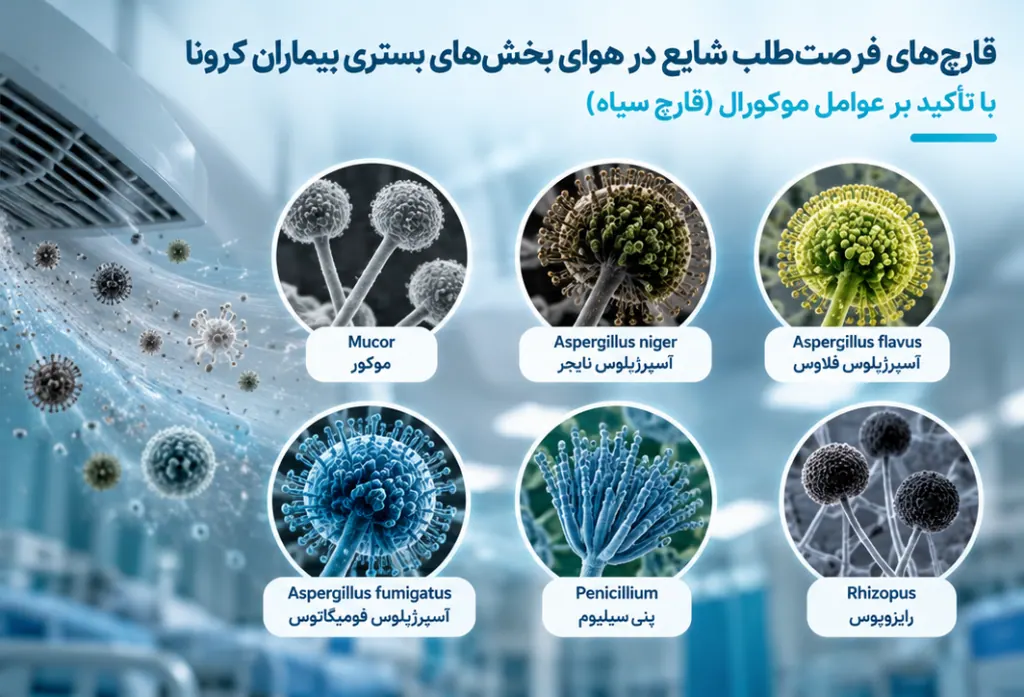 قارچ‌های فرصت‌طلب شایع در هوای بخش‌های بستری بیماران کرونا
با تأکید بر عوامل موکورال (قارچ سیاه)
Mucor
موکور
Aspergillus niger
آسپرژیلوس نایجر
Aspergillus flavus
آسپرژیلوس فلاوس
Aspergillus fumigatus
آسپرژیلوس فومیگاتوس
Penicillium
پنی سیلیوم
Rhizopus
رایزوپوس